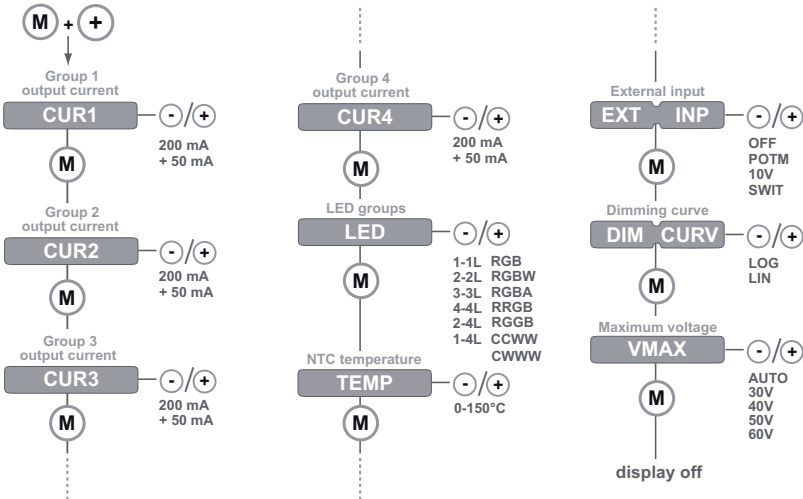 M + +
Group 1
output current
CUR1
- / +
200 mA
+ 50 mA
M
Group 2
output current
CUR2
- / +
200 mA
+ 50 mA
M
Group 3
output current
CUR3
- / +
200 mA
+ 50 mA
M
Group 4
output current
CUR4
- / +
200 mA
+ 50 mA
M
LED groups
LED
- / +
1-1L RGB
2-2L RGBW
3-3L RGBA
4-4L RRGB
2-4L RGGB
1-4L CCWW
CWWW
M
NTC temperature
TEMP
- / +
0-150°C
M
External input
EXT INP
- / +
OFF
POTM
10V
SWIT
M
Dimming curve
DIM CURV
- / +
LOG
LIN
M
Maximum voltage
VMAX
- / +
AUTO
30V
40V
50V
60V
M
display off